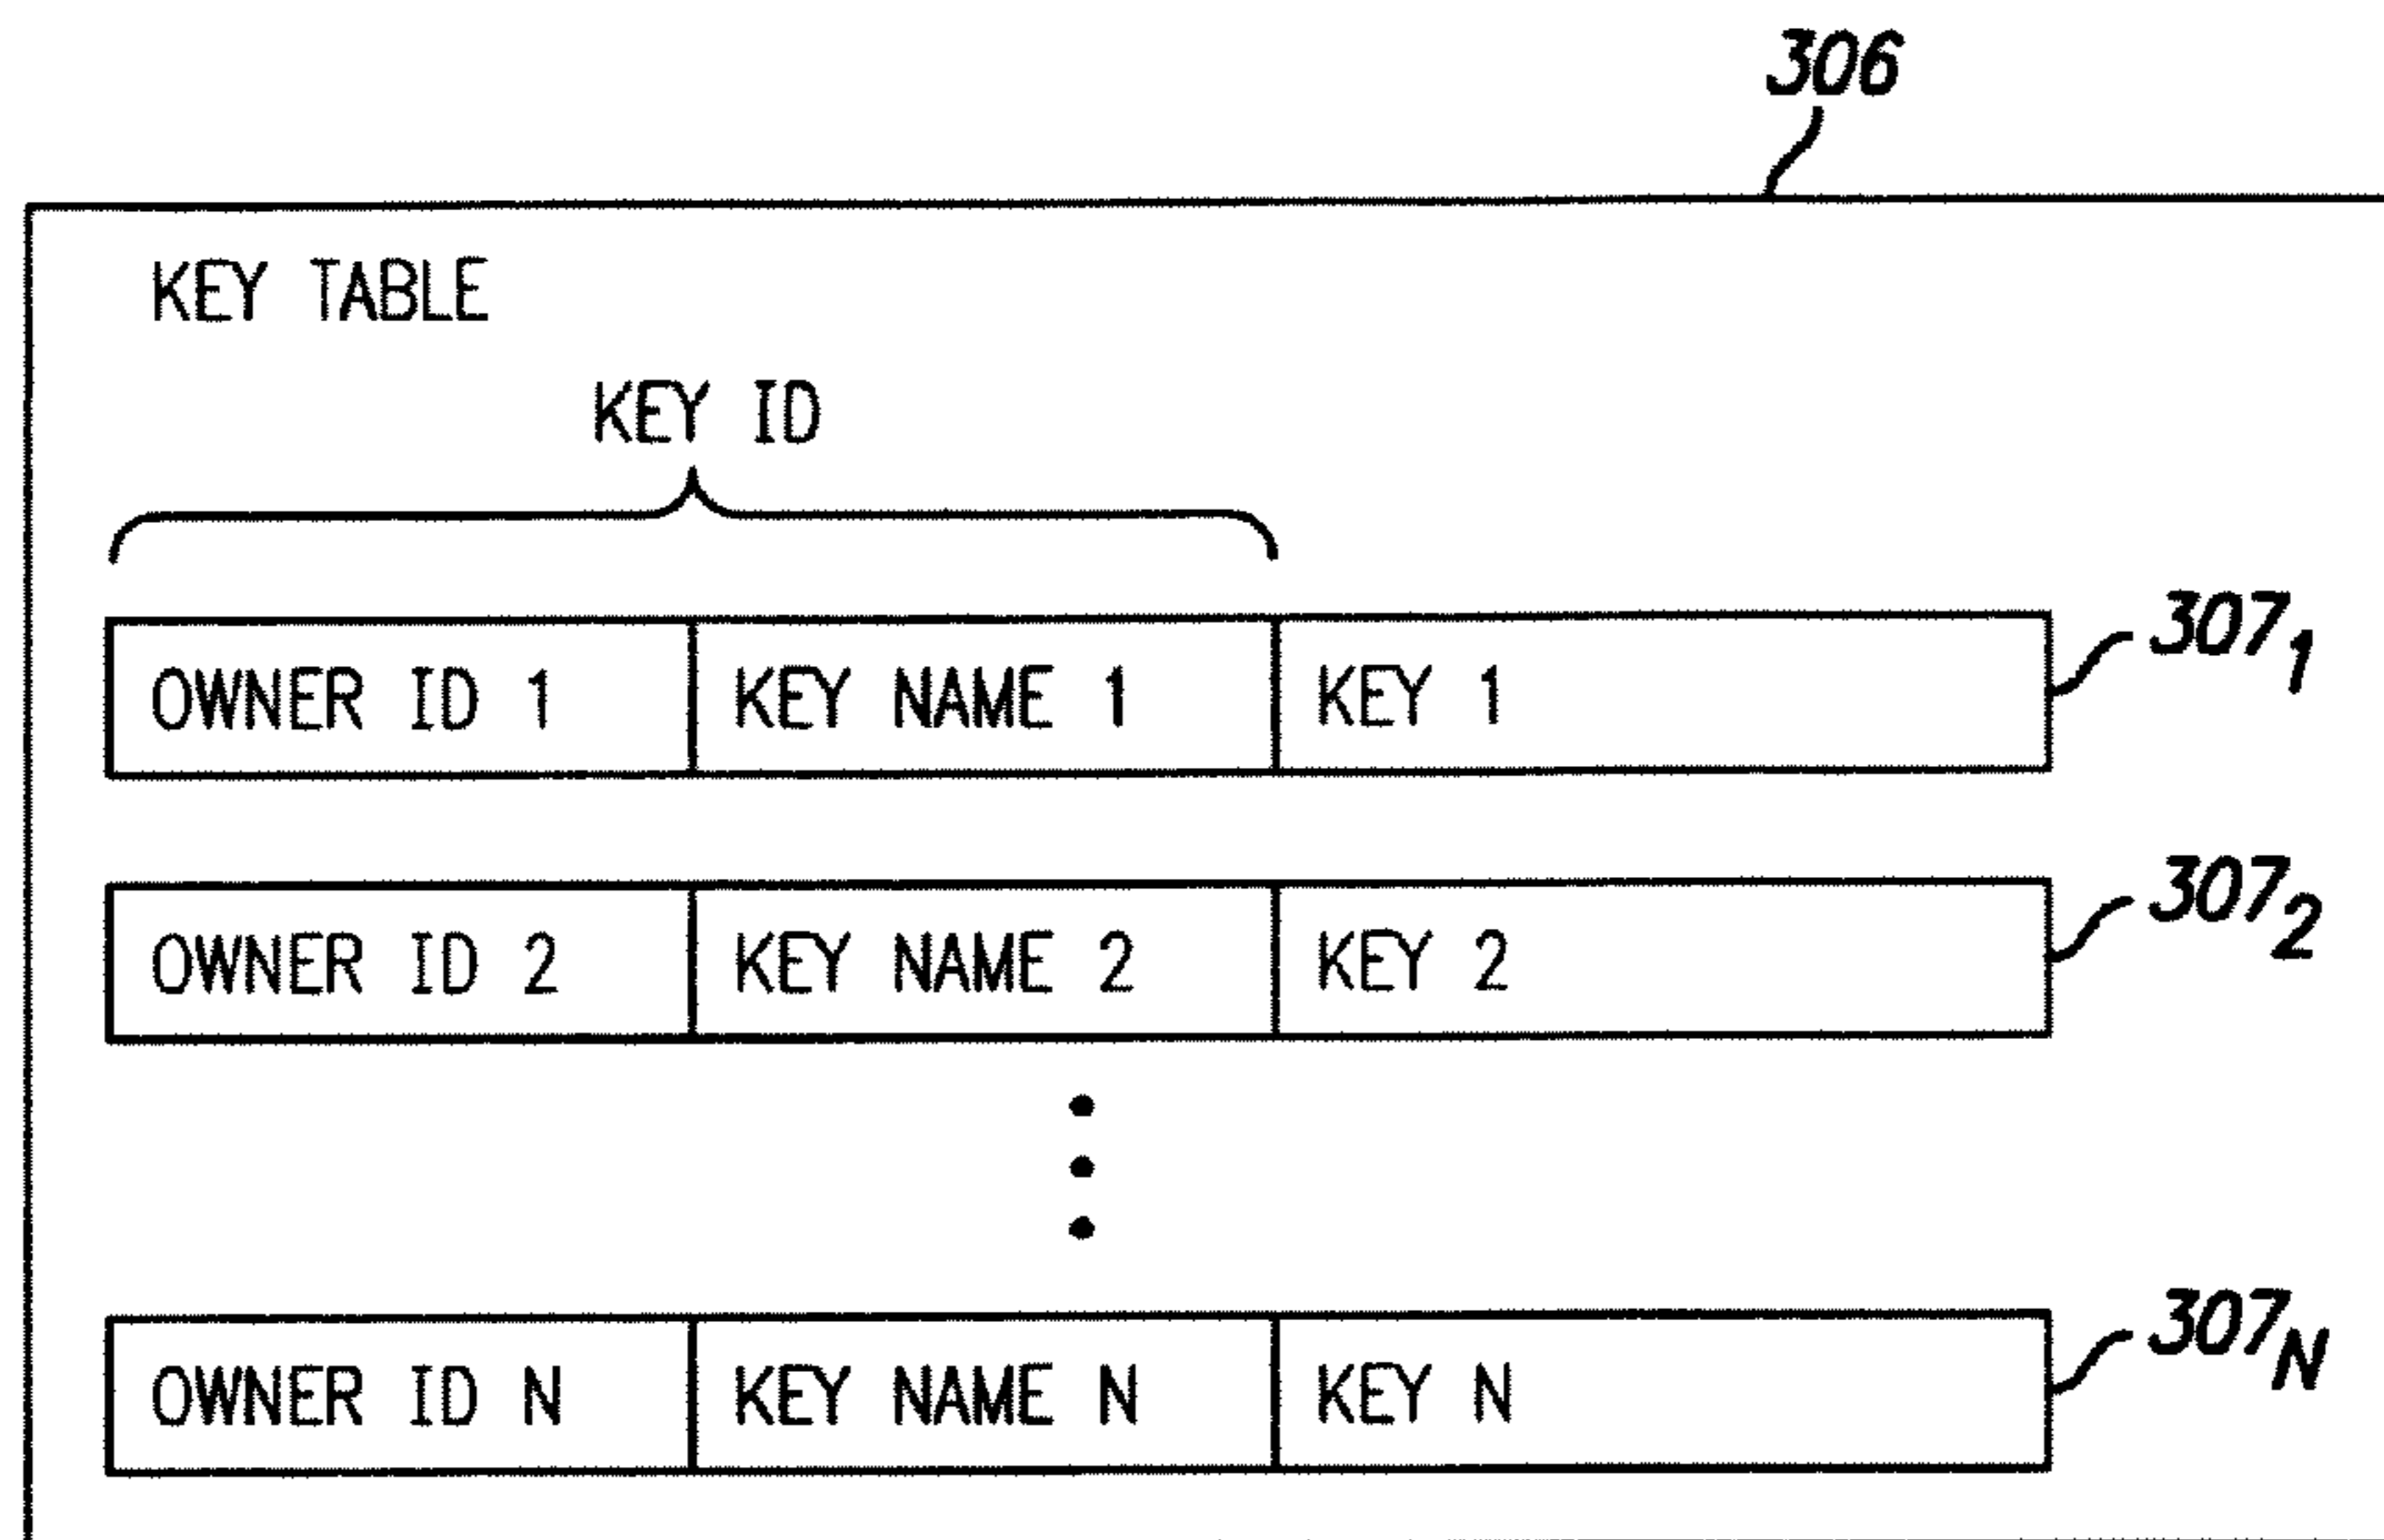 306
KEY TABLE
KEY ID
OWNER ID 1 KEY NAME 1 KEY 1 307₁
OWNER ID 2 KEY NAME 2 KEY 2 307₂
OWNER ID N KEY NAME N KEY N 307N